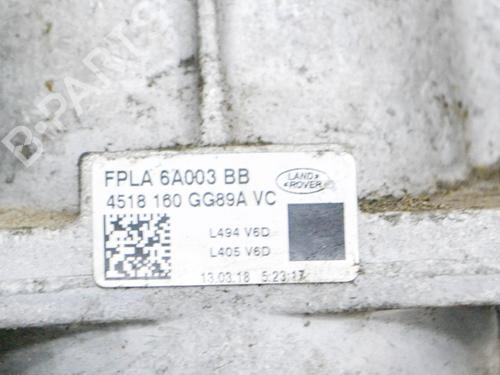 B-PARTS
FPLA 6A003 BB
4518 160 GG89A VC
LAND
ROVER
L494 V6D
L405 V6D
13.03.18 5:23:17